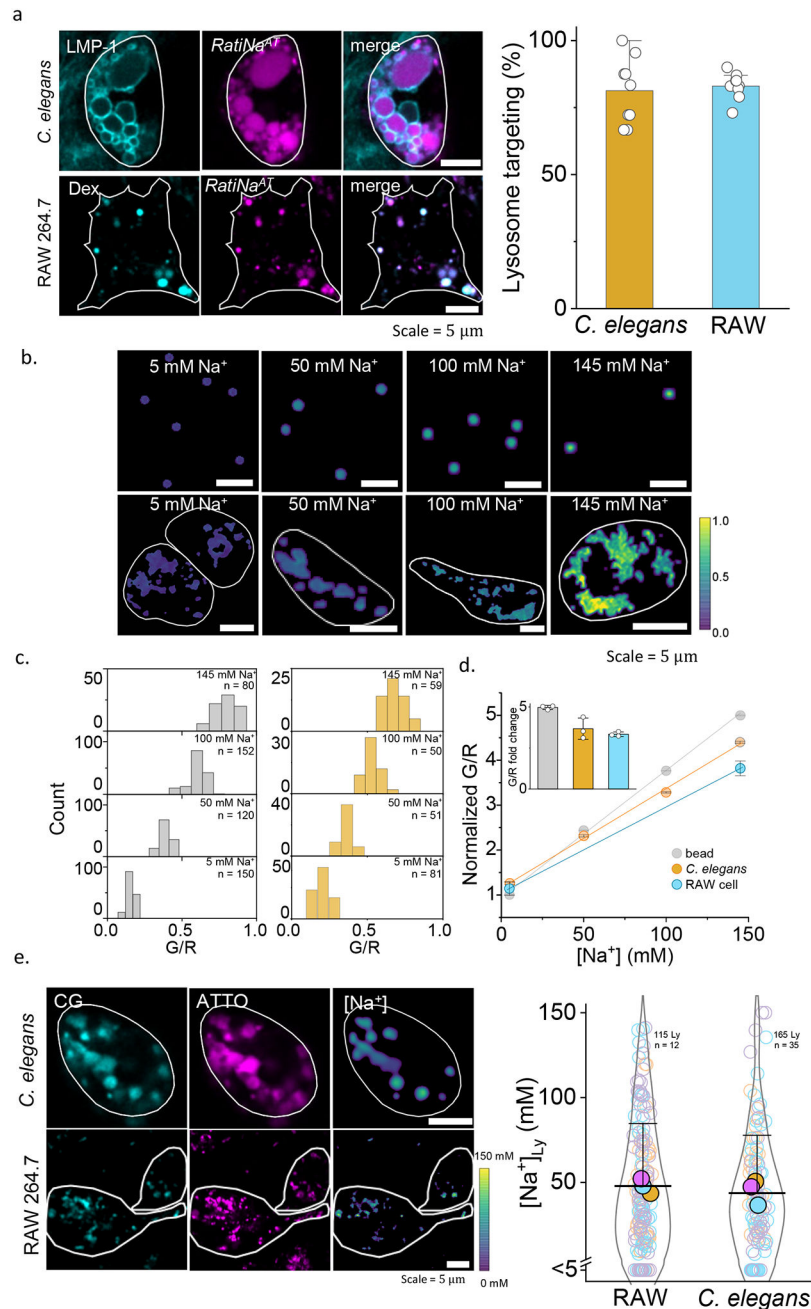 a
LMP-1
RatiNaᴬᵀ
merge
C. elegans
Dex
RatiNaᴬᵀ
merge
RAW 264.7
Scale = 5 μm
Lysosome targeting (%)
100
50
0
C. elegans
RAW
b.
5 mM Na⁺
50 mM Na⁺
100 mM Na⁺
145 mM Na⁺
5 mM Na⁺
50 mM Na⁺
100 mM Na⁺
145 mM Na⁺
1.0
0.5
0.0
Scale = 5 μm
c.
Count
50
0
145 mM Na⁺
n = 80
100
0
100 mM Na⁺
n = 152
100
0
50 mM Na⁺
n = 120
100
0
5 mM Na⁺
n = 150
0.0
0.5
1.0
G/R
25
0
145 mM Na⁺
n = 59
30
0
100 mM Na⁺
n = 50
40
0
50 mM Na⁺
n = 51
50
0
5 mM Na⁺
n = 81
0.5
1.0
G/R
d.
Normalized G/R
5
4
3
2
1
G/R fold change
5
0
bead
C. elegans
RAW cell
0
50
100
150
[Na⁺] (mM)
e.
CG
ATTO
[Na⁺]
C. elegans
RAW 264.7
150 mM
0 mM
Scale = 5 μm
[Na⁺]Ly (mM)
150
100
50
<5
115 Ly
n = 12
165 Ly
n = 35
RAW
C. elegans